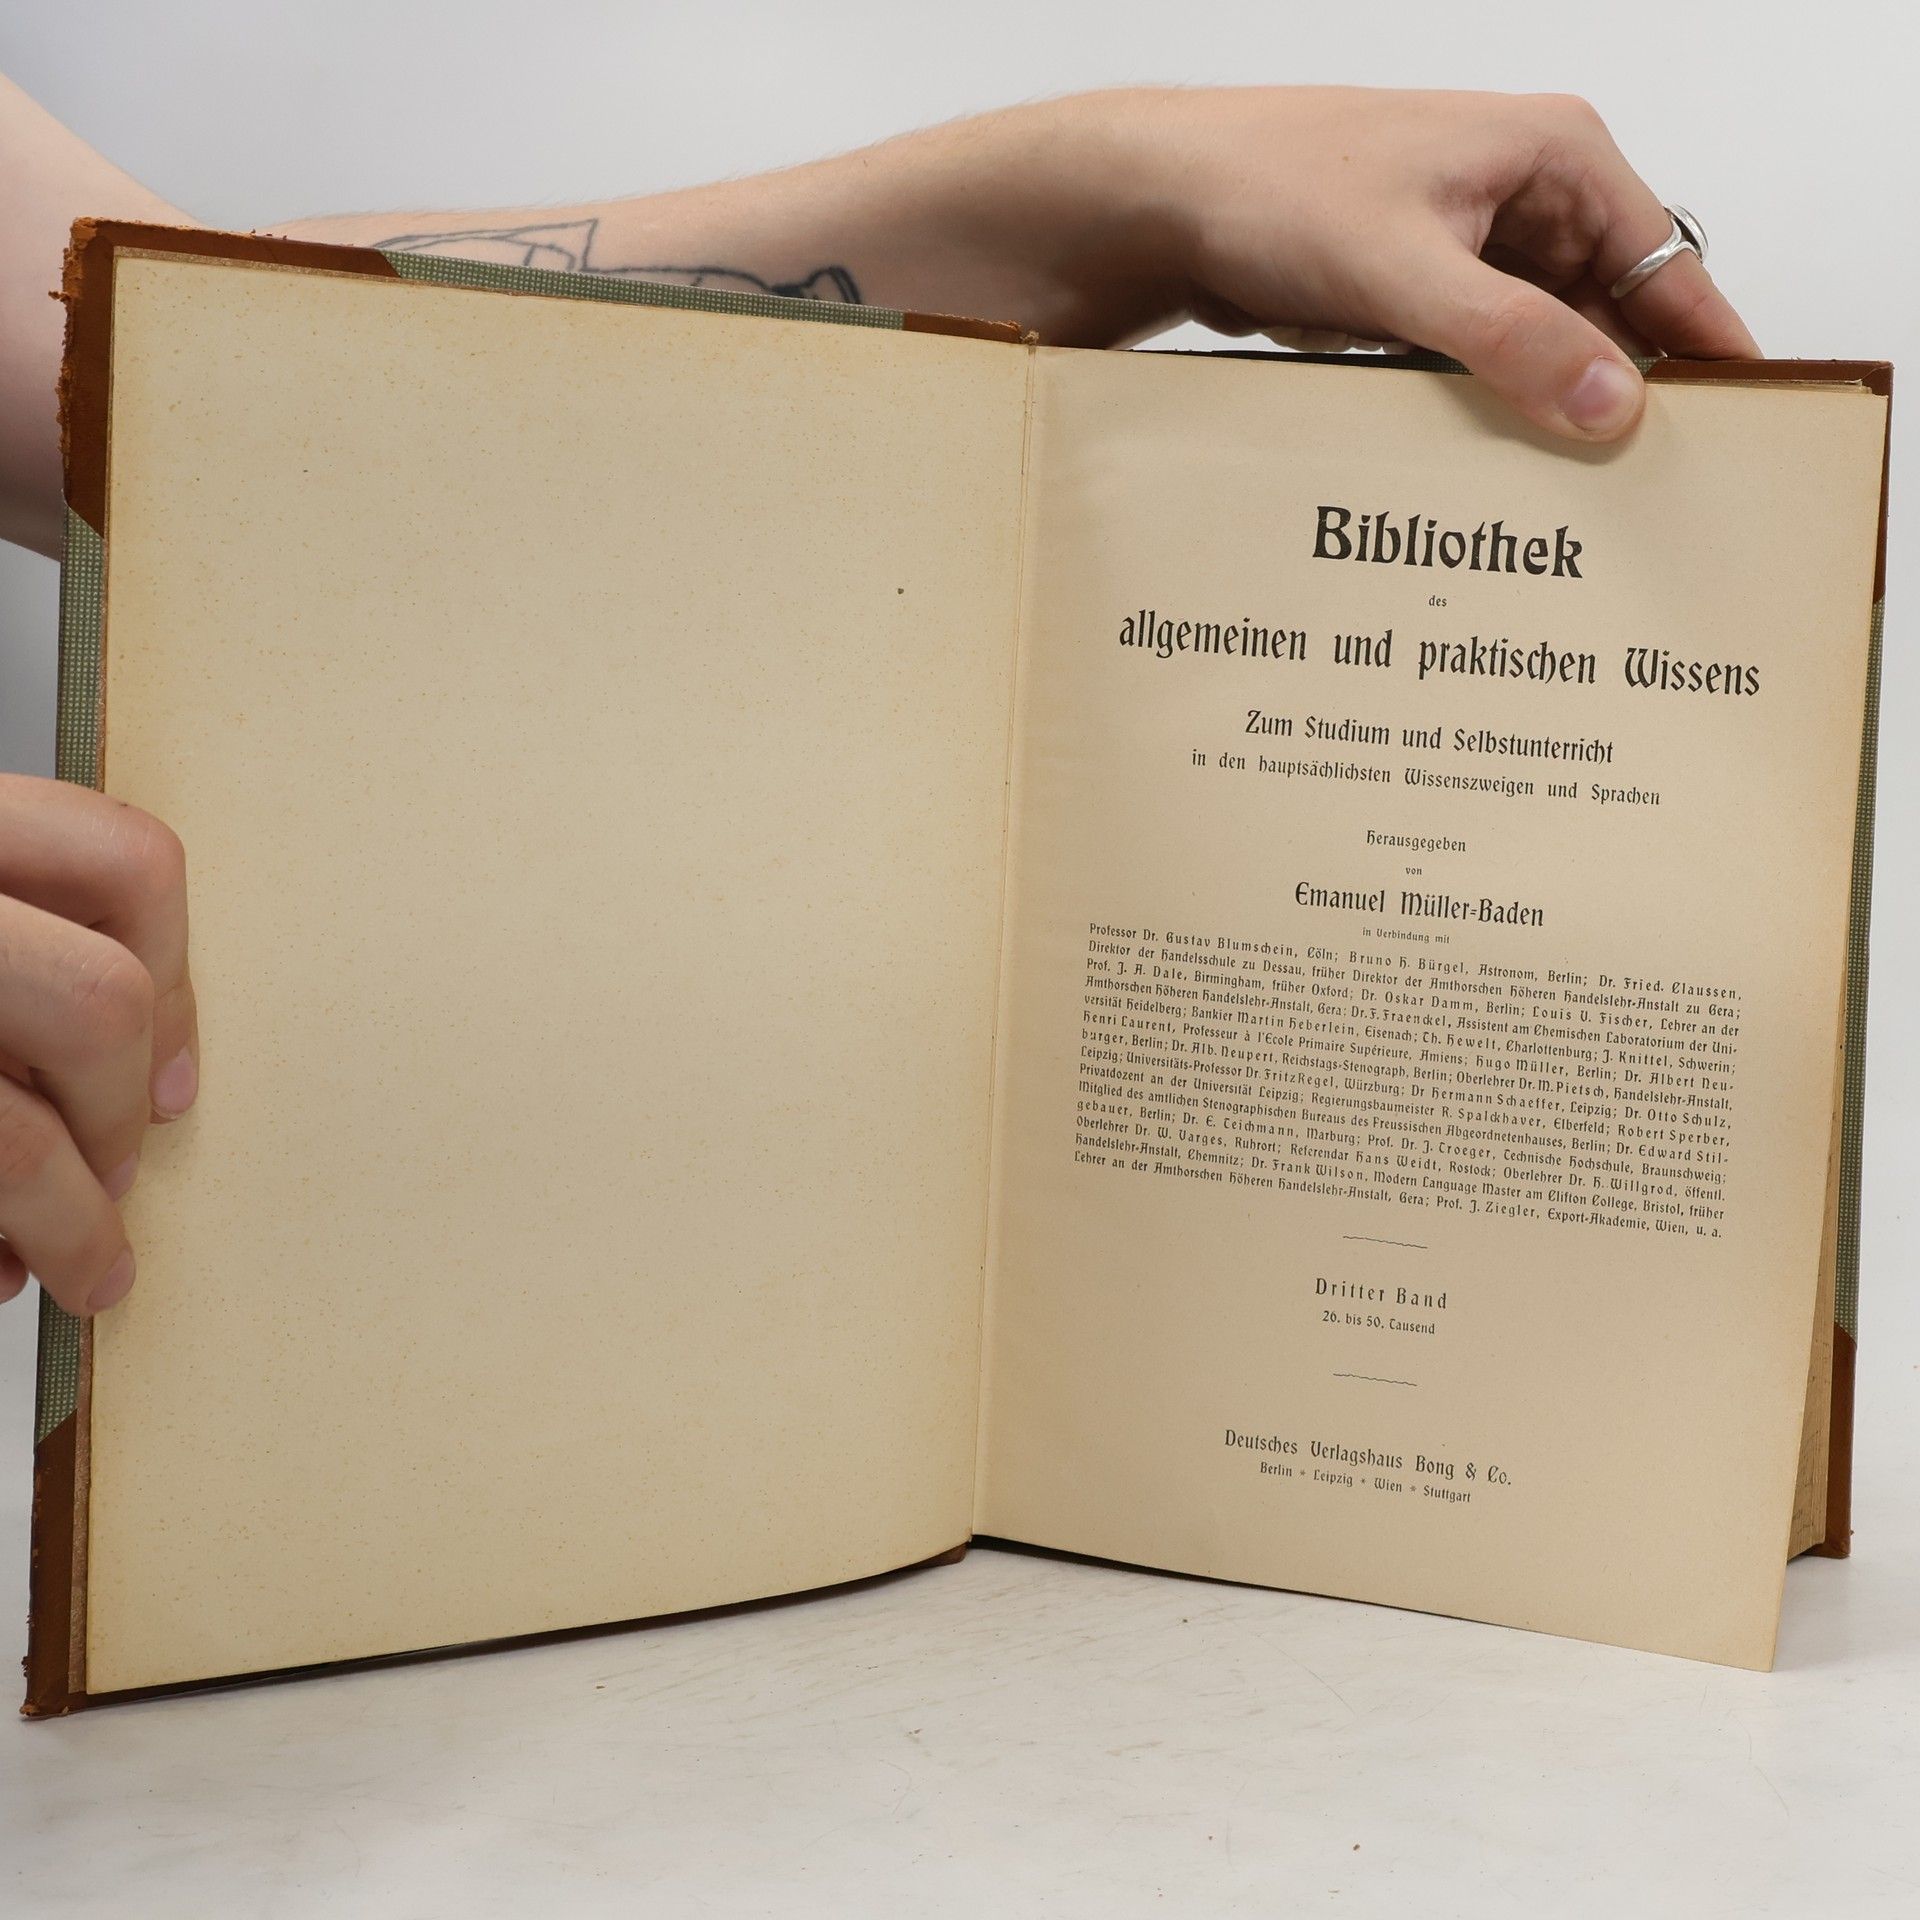 Bibliothek
des
allgemeinen und praktischen Wissens
Zum Studium und Selbstunterricht
in den hauptsächlichsten Wissenszweigen und Sprachen
Herausgegeben
von
Emanuel Müller-Baden
in Verbindung mit
Professor Dr. Gustav Blumschein, Cöln; Bruno H. Bürgel, Astronom, Berlin; Dr. Fried. Claussen,
Direktor der Handelsschule zu Dessau, früher Direktor der Amthorschen Höheren Handelslehr-Anstalt zu Gera;
Prof. J. A. Dale, Birmingham, früher Oxford; Dr. Oskar Damm, Berlin; Louis V. Fischer, Lehrer an der
Amthorschen Höheren Handelslehr-Anstalt, Gera; Dr. F. Fraenckel, Assistent am Chemischen Laboratorium der Uni-
versität Heidelberg; Bankier Martin Heberlein, Eisenach; Th. Hewelt, Charlottenburg; J. Knittel, Schwerin;
Henri Laurent, Professeur à l'Ecole Primaire Supérieure, Amiens; Hugo Müller, Berlin; Dr. Albert Neu-
burger, Berlin; Dr. Alb. Neupert, Reichstags-Stenograph, Berlin; Oberlehrer Dr. M. Pietsch, Handelslehr-Anstalt,
Leipzig; Universitäts-Professor Dr. Fritz Regel, Würzburg; Dr Hermann Schaeffer, Leipzig; Dr. Otto Schulz,
Privatdozent an der Universität Leipzig; Regierungsbaumeister R. Spalckhaver, Elberfeld; Robert Sperber,
Mitglied des amtlichen Stenographischen Bureaus des Preussischen Abgeordnetenhauses, Berlin; Dr. Edward Stil-
gebauer, Berlin; Dr. E. Teichmann, Marburg; Prof. Dr. J. Troeger, Technische Hochschule, Braunschweig;
Oberlehrer Dr. W. Varges, Ruhrort; Referendar Hans Weidt, Rostock; Oberlehrer Dr. H. Willgrod, öffentl.
Handelslehr-Anstalt, Chemnitz; Dr. Frank Wilson, Modern Language Master am Clifton College, Bristol, früher
Lehrer an der Amthorschen Höheren Handelslehr-Anstalt, Gera; Prof. J. Ziegler, Export-Akademie, Wien, u. a.
Dritter Band
26. bis 50. Tausend
Deutsches Verlagshaus Bong & Co.
Berlin * Leipzig * Wien * Stuttgart